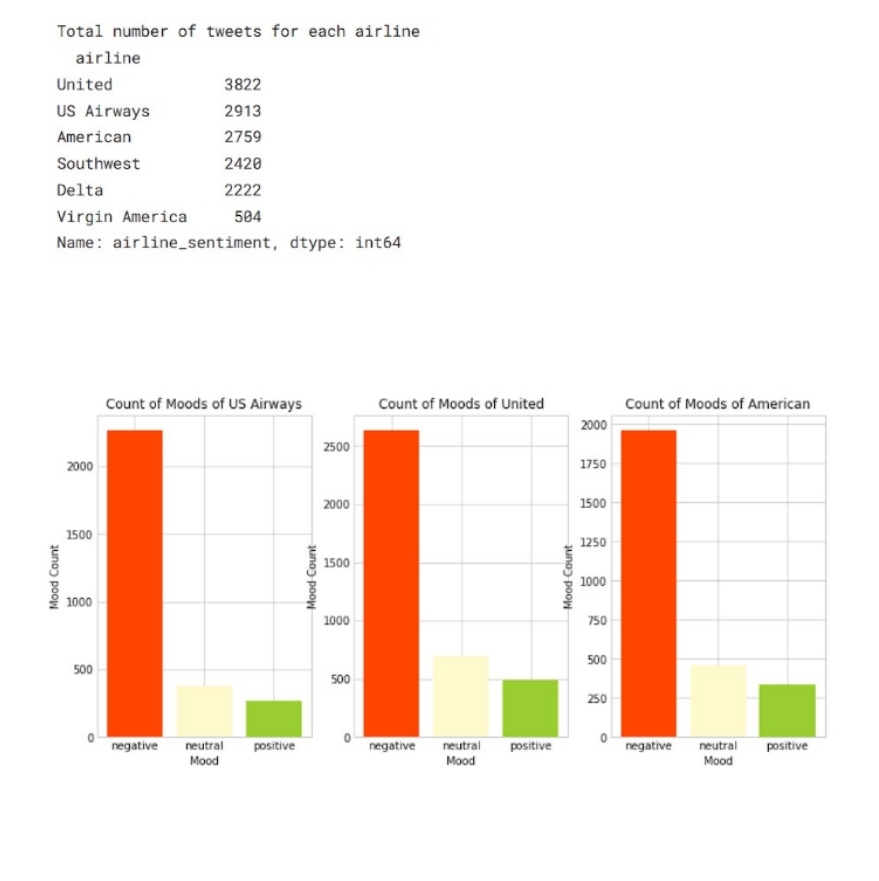 Total number of tweets for each airline
airline
United 3822
US Airways 2913
American 2759
Southwest 2420
Delta 2222
Virgin America 504
Name: airline_sentiment, dtype: int64
Count of Moods of US Airways
2000
1500
1000
500
0
Mood Count
negative neutral positive
Mood
Count of Moods of United
2500
2000
1500
1000
500
0
Mood Count
negative neutral positive
Mood
Count of Moods of American
2000
1750
1500
1250
1000
750
500
250
0
Mood Count
negative neutral positive
Mood